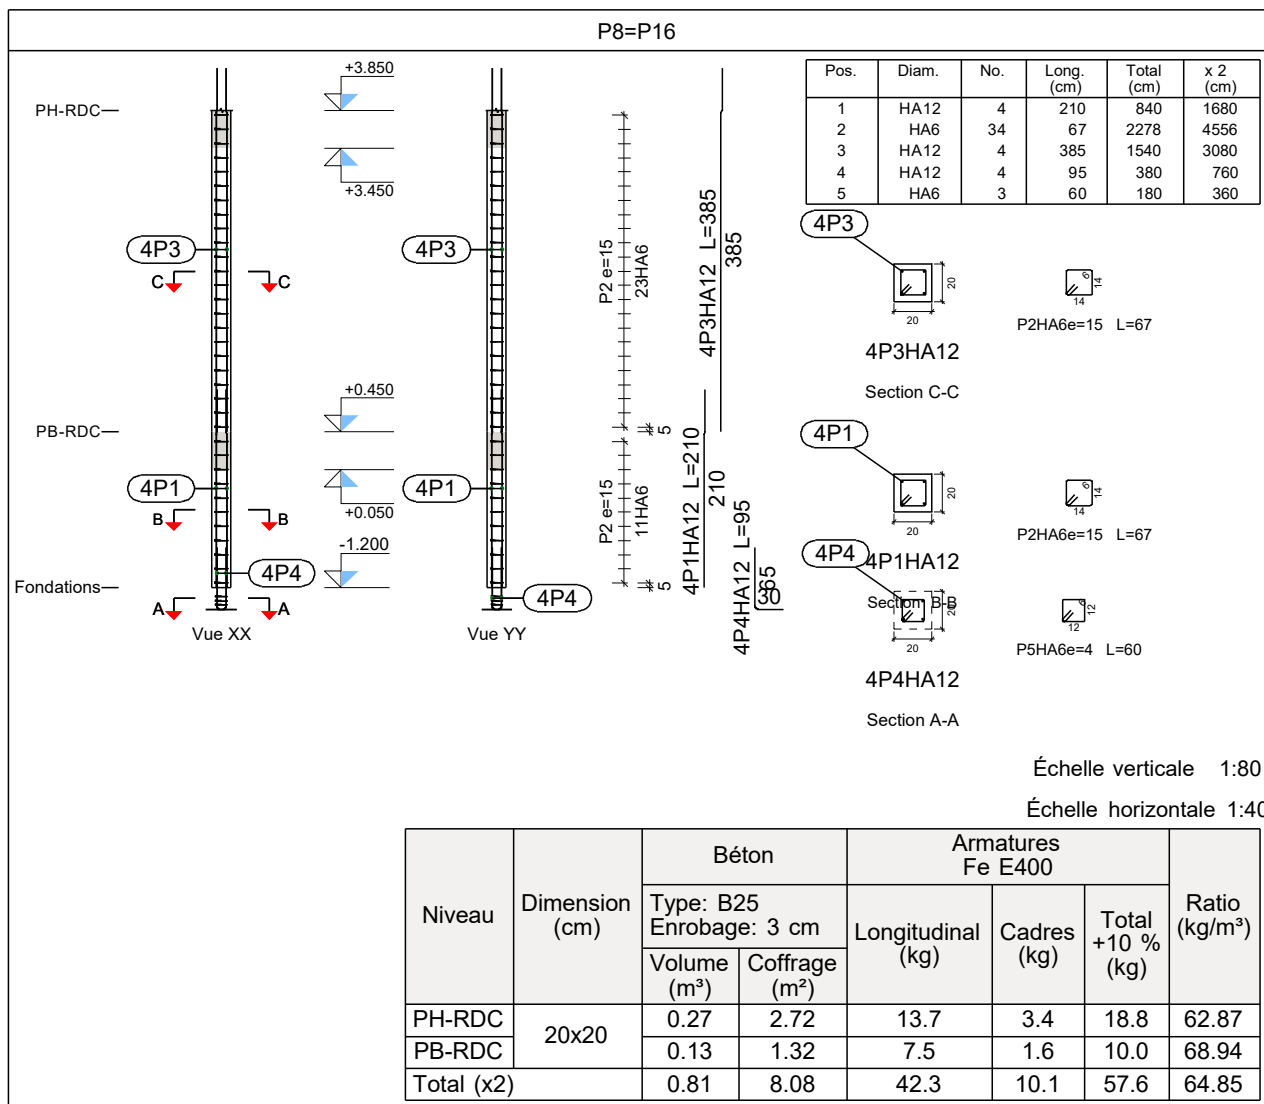 P8=P16
PH-RDC
+3.850
+3.450
4P3
4P3
C C
PB-RDC
+0.450
+0.050
4P1
4P1
B B
-1.200
Fondations
4P4
4P4
A A
Vue XX
Vue YY
P2 e=15
23HA6
5
P2 e=15
11HA6
5
4P3HA12 L=385
385
4P1HA12 L=210
210
4P4HA12 L=95
65
30
Pos. Diam. No. Long. (cm) Total (cm) x 2 (cm)
1 HA12 4 210 840 1680
2 HA6 34 67 2278 4556
3 HA12 4 385 1540 3080
4 HA12 4 95 380 760
5 HA6 3 60 180 360
4P3
20
20
4P3HA12
Section C-C
6
14
14
P2HA6e=15 L=67
4P1
20
20
4P1HA12
Section B-B
6
14
14
P2HA6e=15 L=67
4P4
20
20
4P4HA12
Section A-A
6
12
12
P5HA6e=4 L=60
Échelle verticale 1:80
Échelle horizontale 1:40
Niveau
Dimension (cm)
Béton
Type: B25
Enrobage: 3 cm
Volume (m³)
Coffrage (m²)
Armatures
Fe E400
Longitudinal (kg)
Cadres (kg)
Total +10 % (kg)
Ratio (kg/m³)
PH-RDC 20x20 0.27 2.72 13.7 3.4 18.8 62.87
PB-RDC 0.13 1.32 7.5 1.6 10.0 68.94
Total (x2) 0.81 8.08 42.3 10.1 57.6 64.85